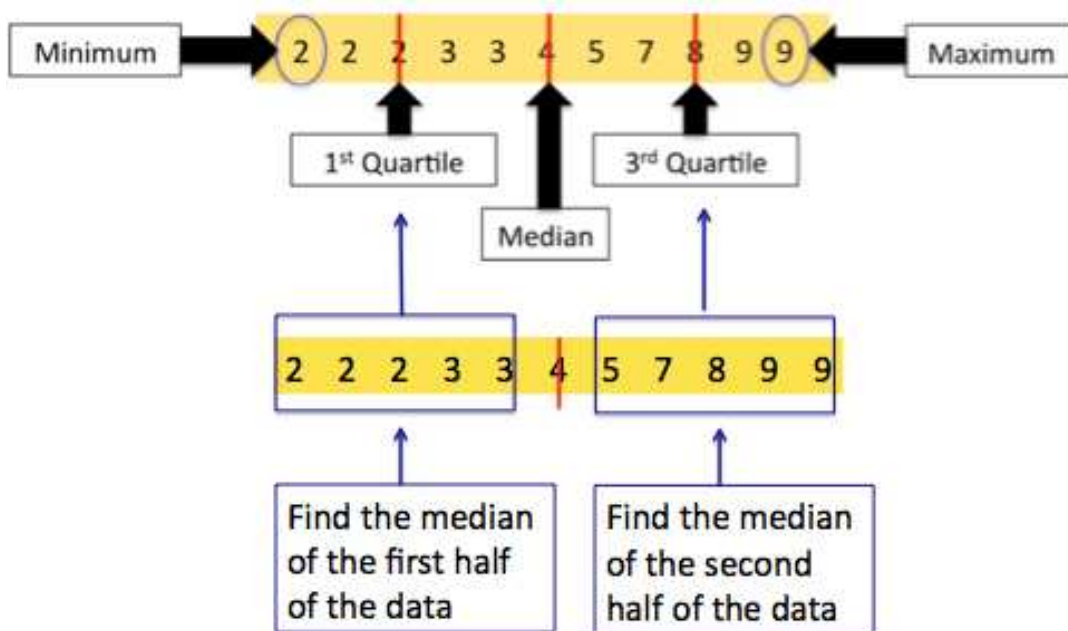 Minimum 2 2 2 3 3 4 5 7 8 9 9 Maximum
1st Quartile 3rd Quartile
Median
2 2 2 3 3 4 5 7 8 9 9
Find the median
of the first half
of the data
Find the median
of the second
half of the data